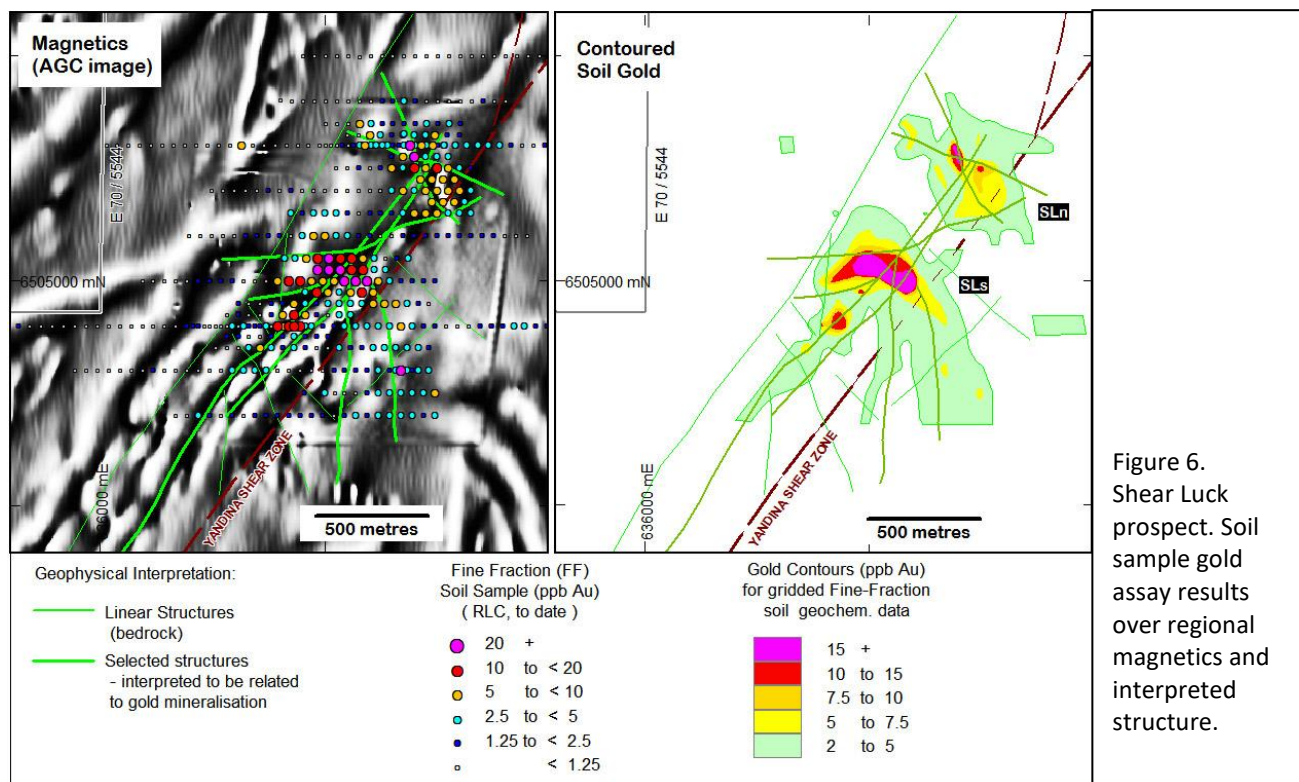 Magnetics
(AGC image)
E 70 / 5544
6505000 mN
36000 mE
YANDINA SHEAR ZONE
500 metres
Contoured
Soil Gold
E 70 / 5544
SLn
SLs
6505000 mN
636000 mE
YANDINA SHEAR ZONE
500 metres
Geophysical Interpretation:
Linear Structures
(bedrock)
Selected structures
- interpreted to be related
to gold mineralisation
Fine Fraction (FF)
Soil Sample (ppb Au)
( RLC, to date )
20 +
10 to < 20
5 to < 10
2.5 to < 5
1.25 to < 2.5
< 1.25
Gold Contours (ppb Au)
for gridded Fine-Fraction
soil geochem. data
15 +
10 to 15
7.5 to 10
5 to 7.5
2 to 5
Figure 6.
Shear Luck
prospect. Soil
sample gold
assay results
over regional
magnetics and
interpreted
structure.